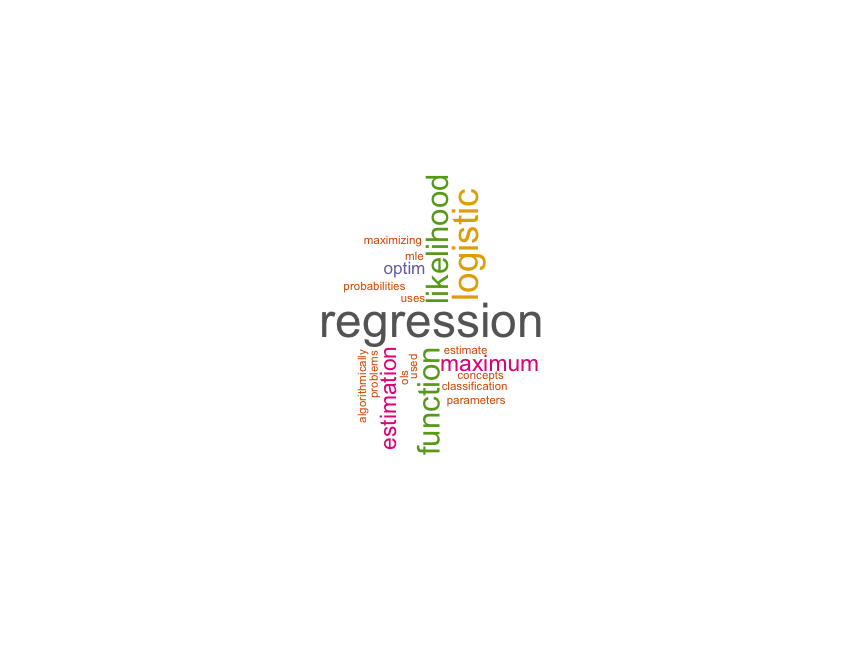 likelihood
logistic
maximizing
mle
optim
probabilities
uses
regression
estimate
maximum
concepts
classification
parameters
algorithmically
problems
estimation
ols
used
function